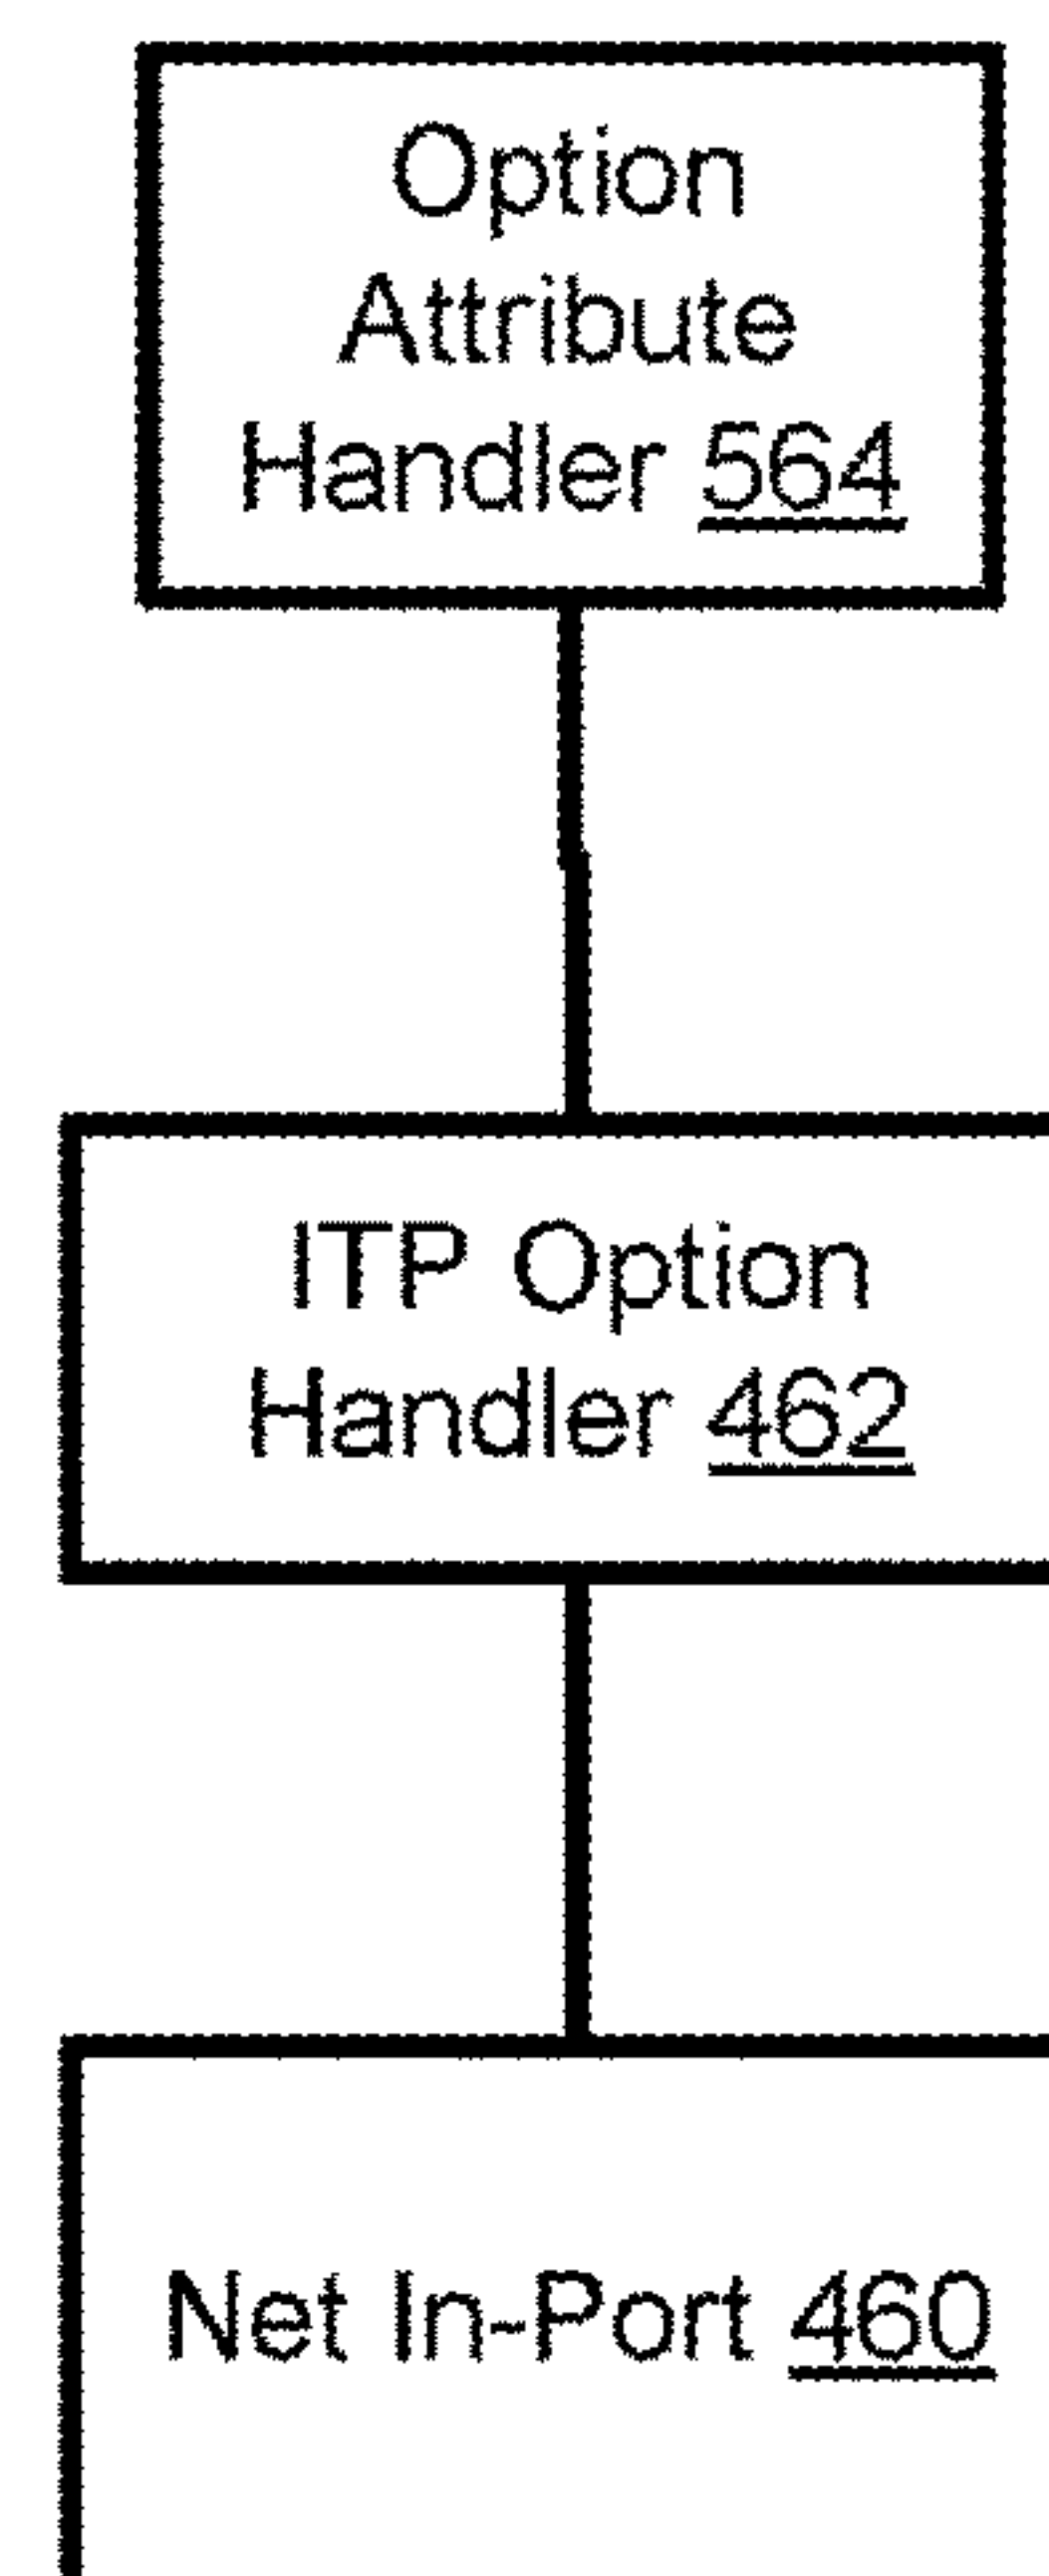 Option
Attribute
Handler 564
ITP Option
Handler 462
Net In-Port 460